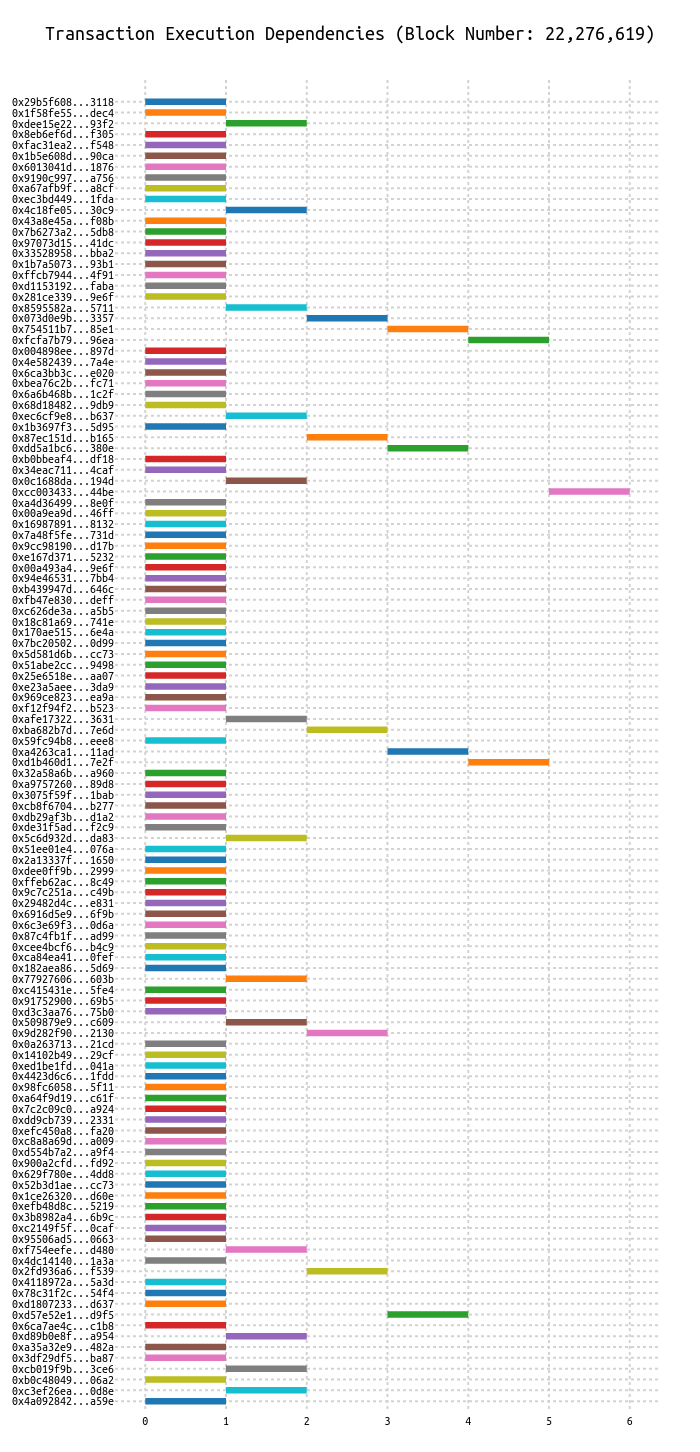 Transaction Execution Dependencies (Block Number: 22,276,619)
0x29b5f608...3118
0x1f58fe55...dec4
0xdee15e22...93f2
0x8eb6ef6d...f305
0xfac31ea2...f548
0x1b5e608d...90ca
0x6013041d...1876
0x9190c997...a756
0xa67afb9f...a8cf
0xec3bd449...1fda
0x4c18fe05...30c9
0x43a8e45a...f08b
0x7b6273a2...5db8
0x97073d15...41dc
0x33528958...bba2
0x1b7a5073...93b1
0xffcb7944...4f91
0xd1153192...faba
0x281ce339...9e6f
0x8595582a...5711
0x073d0e9b...3357
0x754511b7...85e1
0xfcfa7b79...96ea
0x004898ee...897d
0x4e582439...7a4e
0x6ca3bb3c...e020
0xbea76c2b...fc71
0x6a6b468b...1c2f
0x68d18482...9db9
0xec6cf9e8...b637
0x1b3697f3...5d95
0x87ec151d...b165
0xdd5a1bc6...380e
0xb0bbeaf4...df18
0x34eac711...4caf
0x0c1688da...194d
0xcc003433...44be
0xa4d36499...8e0f
0x00a9ea9d...46ff
0x16987891...8132
0x7a48f5fe...731d
0x9cc98190...d17b
0xe167d371...5232
0x00a493a4...9e6f
0x94e46531...7bb4
0xb439947d...646c
0xfb47e830...deff
0xc626de3a...a5b5
0x18c81a69...741e
0x170ae515...6e4a
0x7bc20502...0d99
0x5d581d6b...cc73
0x51abe2cc...9498
0x25e6518e...aa07
0xe23a5aee...3da9
0x969ce823...ea9a
0xf12f94f2...b523
0xafe17322...3631
0xba682b7d...7e6d
0x59fc94b8...eee8
0xa4263ca1...11ad
0xd1b460d1...7e2f
0x32a58a6b...a960
0xa9757260...89d8
0x3075f59f...1bab
0xcb8f6704...b277
0xdb29af3b...d1a2
0xde31f5ad...f2c9
0x5c6d932d...da83
0x51ee01e4...076a
0x2a13337f...1650
0xdee0ff9b...2999
0xffeb62ac...8c49
0x9c7c251a...c49b
0x29482d4c...e831
0x6916d5e9...6f9b
0x6c3e69f3...0d6a
0x87c4fb1f...ad99
0xcee4bcf6...b4c9
0xca84ea41...0fef
0x182aea86...5d69
0x77927606...603b
0xc415431e...5fe4
0x91752900...69b5
0xd3c3aa76...75b0
0x509879e9...c609
0x9d282f90...2130
0x0a263713...21cd
0x14102b49...29cf
0xed1be1fd...041a
0x4423d6c6...1fdd
0x98fc6058...5f11
0xa64f9d19...c61f
0x7c2c09c0...a924
0xdd9cb739...2331
0xefc450a8...fa20
0xc8a8a69d...a009
0xd554b7a2...a9f4
0x900a2cfd...fd92
0x629f780e...4dd8
0x52b3d1ae...cc73
0x1ce26320...d60e
0xefb48d8c...5219
0x3b8982a4...6b9c
0xc2149f5f...0caf
0x95506ad5...0663
0xf754eefe...d480
0x4dc14140...1a3a
0x2fd936a6...f539
0x4118972a...5a3d
0x78c31f2c...54f4
0xd1807233...d637
0xd57e52e1...d9f5
0x6ca7ae4c...c1b8
0xd89b0e8f...a954
0xa35a32e9...482a
0x3df29df5...ba87
0xcb019f9b...3ce6
0xb0c48049...06a2
0xc3ef26ea...0d8e
0x4a092842...a59e
0 1 2 3 4 5 6